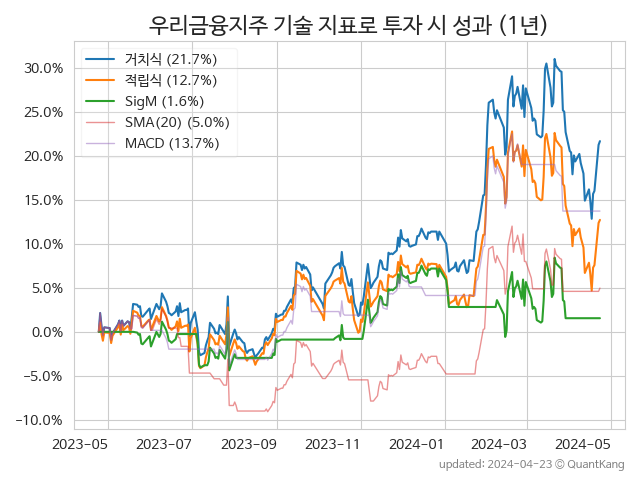 우리금융지주 기술 지표로 투자 시 성과 (1년)
거치식 (21.7%)
적립식 (12.7%)
SigM (1.6%)
SMA(20) (5.0%)
MACD (13.7%)
30.0%
25.0%
20.0%
15.0%
10.0%
5.0%
0.0%
−5.0%
−10.0%
2023-05 2023-07 2023-09 2023-11 2024-01 2024-03 2024-05
updated: 2024-04-23 © QuantKang